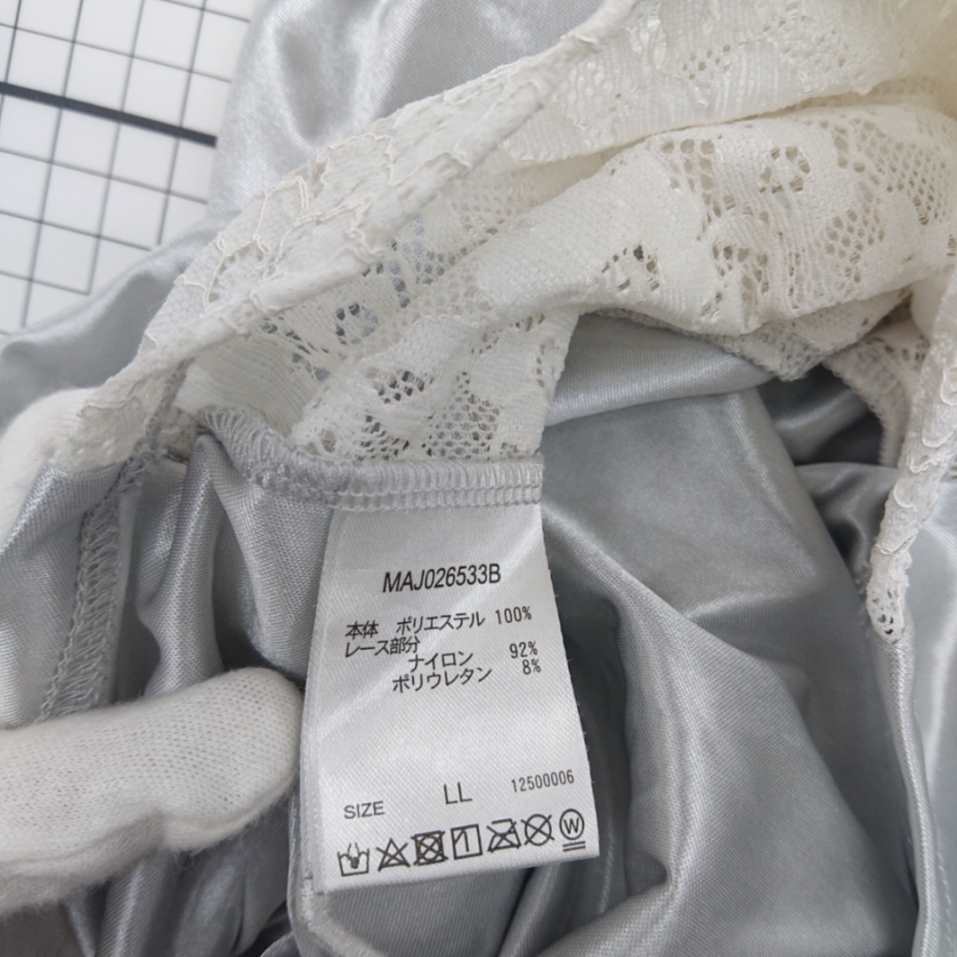 MAJ026533B
本体 ポリエステル 100%
レース部分
ナイロン 92%
ポリウレタン 8%
SIZE LL 12500006
W